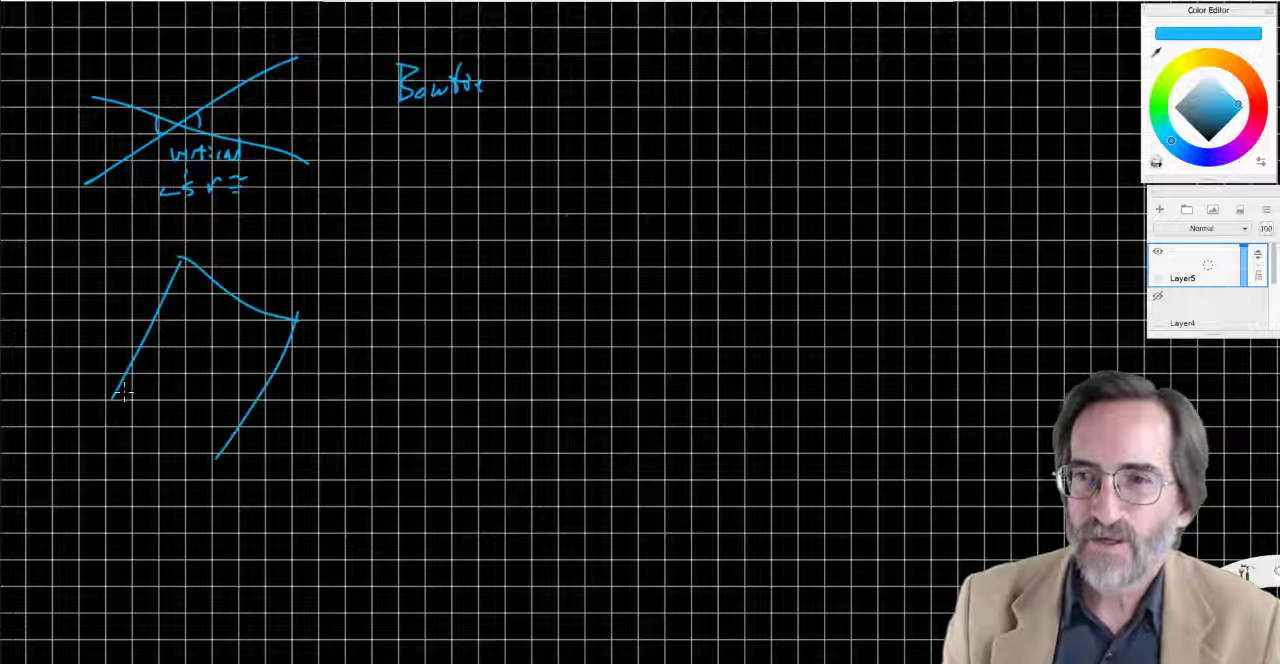 Bowtie
vertical
∠s r ≅
Color Editor
Normal
100
Layer5
Layer4